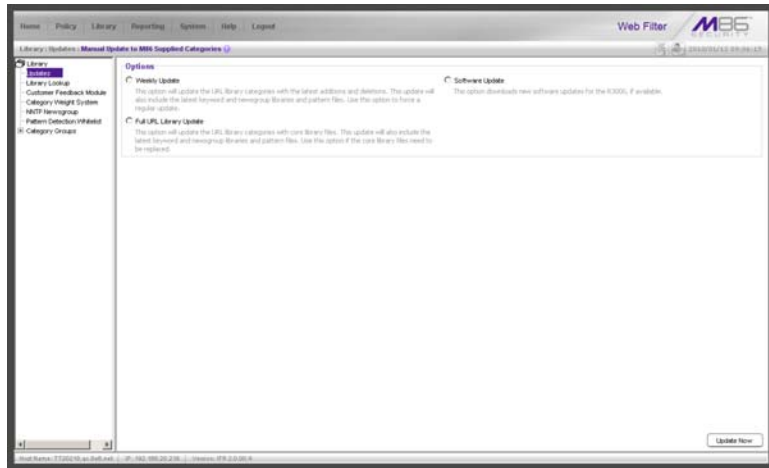 Home Policy Library Reporting System Help Logout
Web Filter
M86 SECURITY
Library : Updates : Manual Update to M86 Supplied Categories
Library
Updates
Library Lookup
Customer Feedback Module
Category Weight System
NNTP Newsgroup
Pattern Detection Whitelist
Category Groups
Options
Weekly Update
This option will update the URL library categories with the latest additions and deletions. This update will
also include the latest keyword and newsgroup libraries and pattern files. Use this option to force a
regular update.
Full URL Library Update
This option will update the URL library categories with core library files. This update will also include the
latest keyword and newsgroup libraries and pattern files. Use this option if the core library files need to
be replaced.
Software Update
This option downloads new software updates for the R3000, if available.
Update Now
Host Name:
IP:
Version: